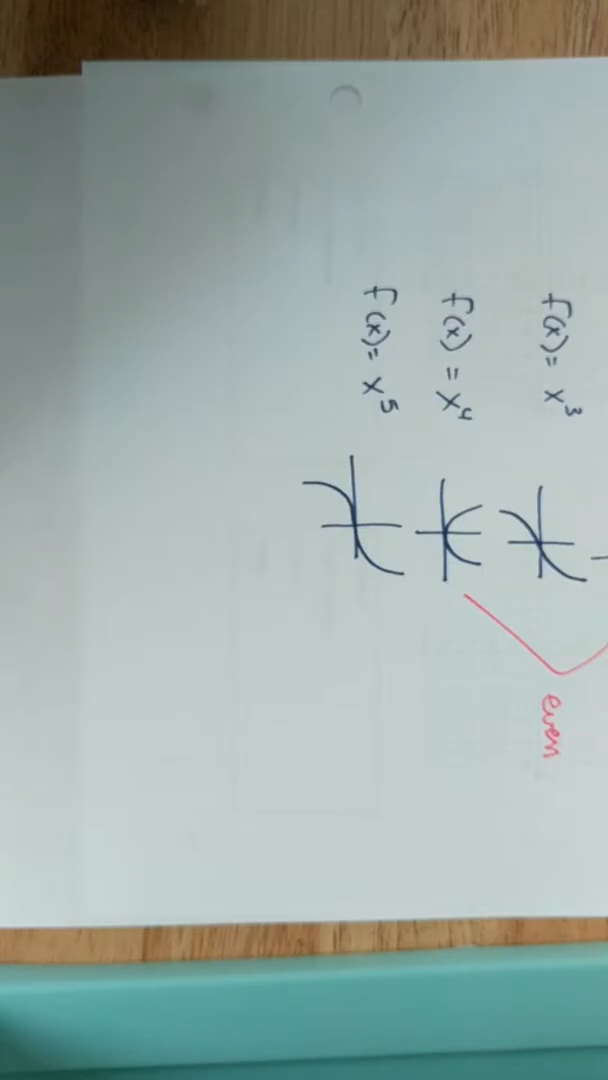 f(x) = x³
f(x) = x⁴
f(x) = x⁵
even